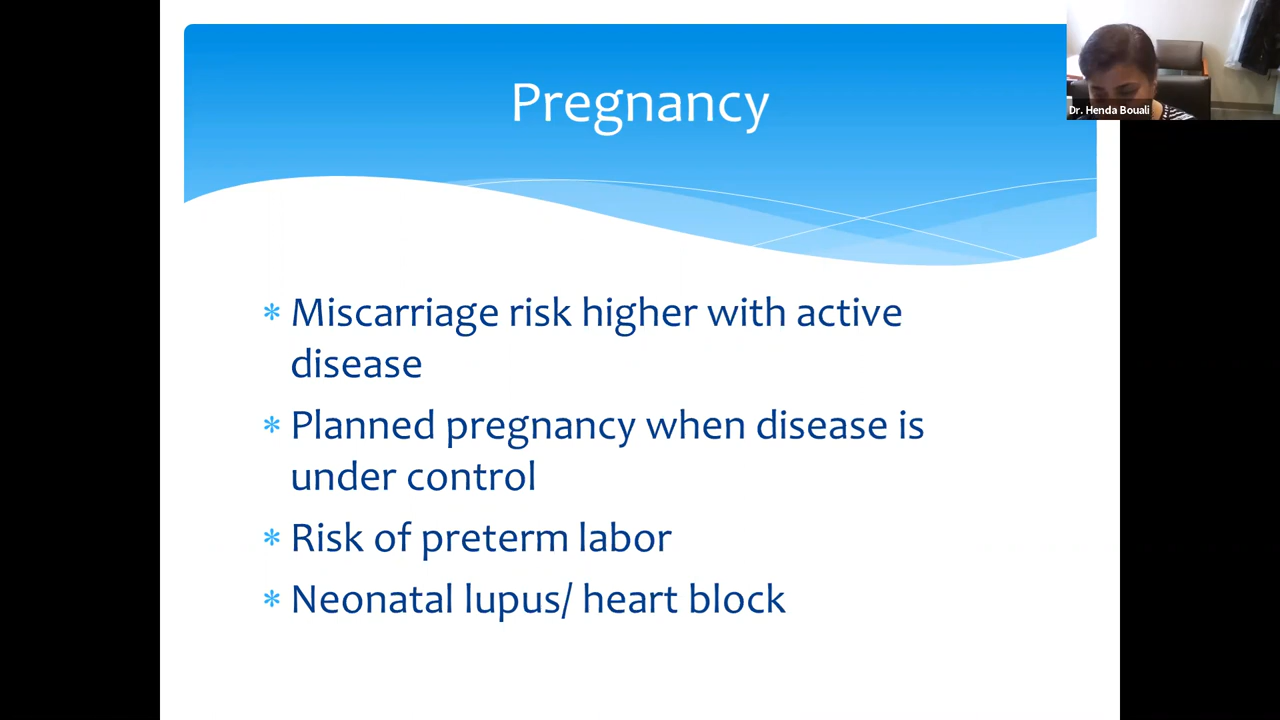 Pregnancy
Dr. Henda Bouali
* Miscarriage risk higher with active
disease
* Planned pregnancy when disease is
under control
* Risk of preterm labor
* Neonatal lupus/ heart block